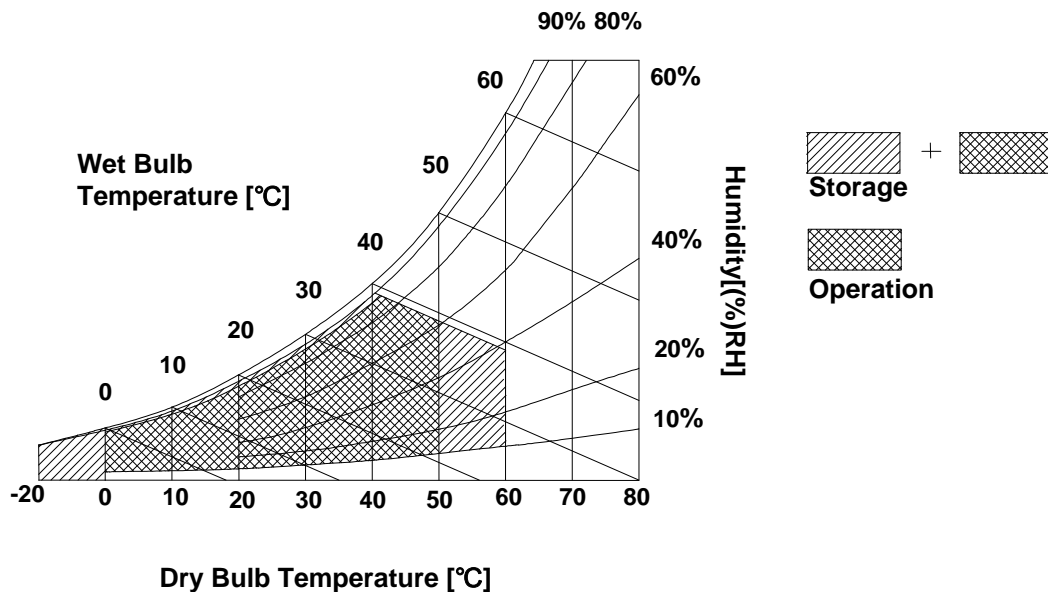 90% 80%
60
60%
50
Wet Bulb
Temperature [℃]
40
40%
30
20
10
0
Humidity[(%)RH]
20%
10%
+
Storage
Operation
-20 0 10 20 30 40 50 60 70 80
Dry Bulb Temperature [℃]